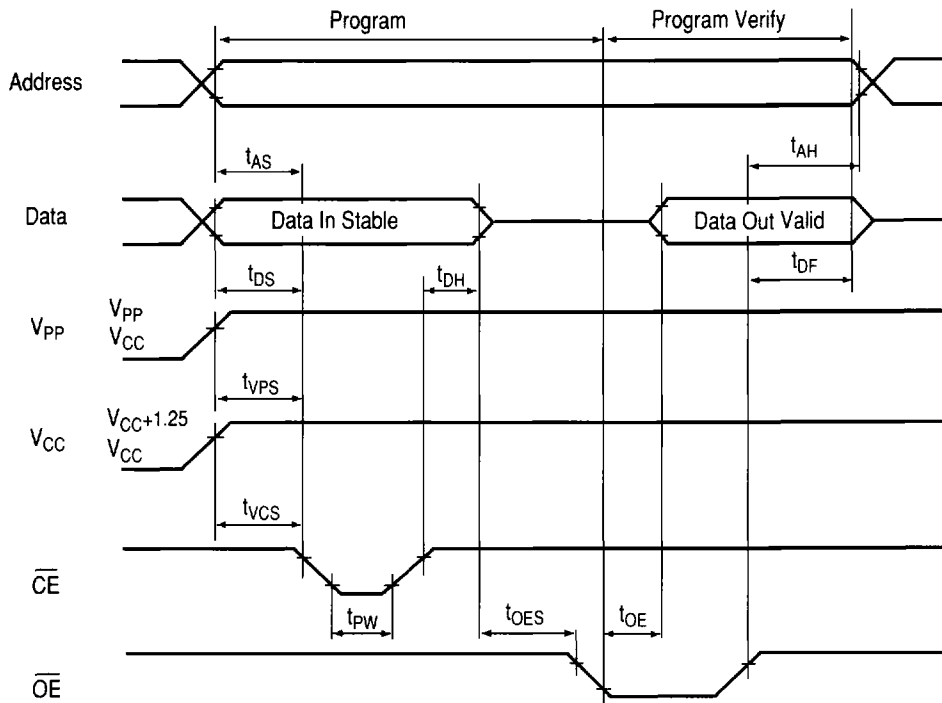 Program Program Verify
Address
tAS tAH
Data Data In Stable Data Out Valid
tDS tDH tDF
VPP VPP
VCC
tVPS
VCC VCC+1.25
VCC
tVCS
CE
tPW tOES tOE
OE